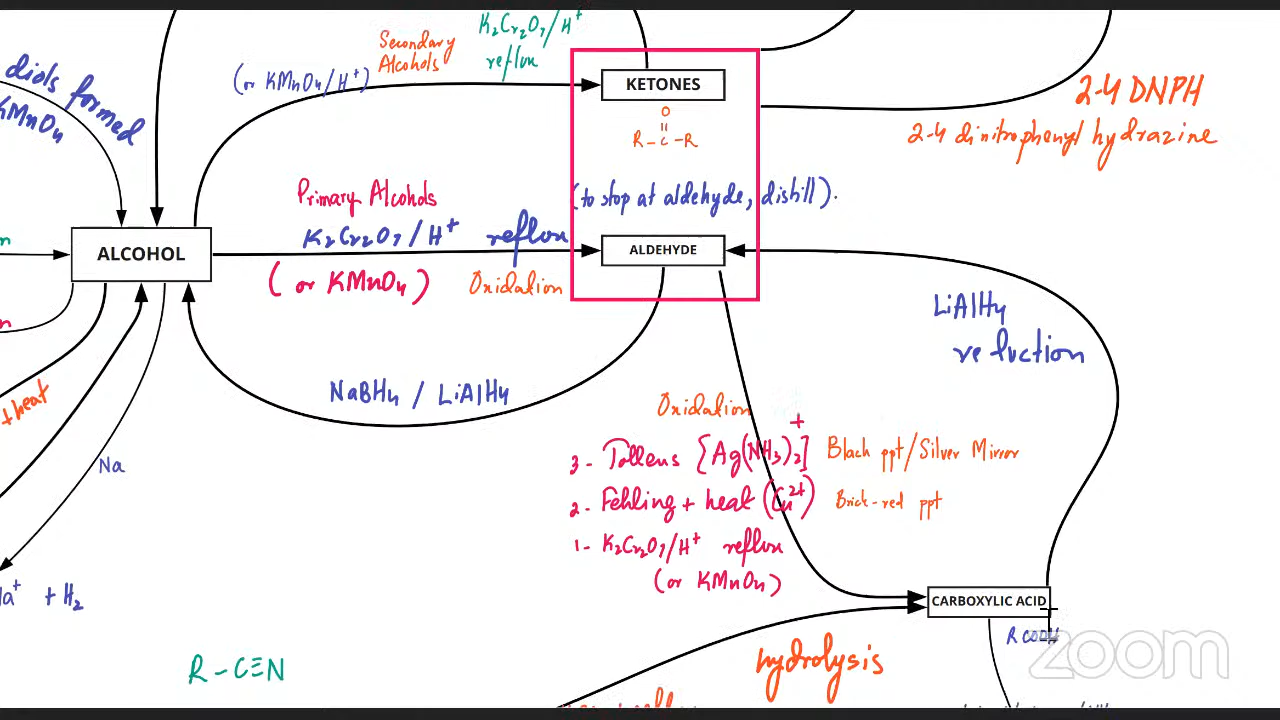 K₂Cr₂O₇/H⁺
reflux
Secondary
Alcohols
(or KMnO₄/H⁺)
KETONES
O
R-C-R
diols formed
KMnO₄
2-4 DNPH
2-4 dinitrophenyl hydrazine
Primary Alcohols
K₂Cr₂O₇/H⁺ reflux
(to stop at aldehyde, distill).
ALCOHOL
ALDEHYDE
(or KMnO₄) Oxidation
LiAlH₄
reduction
NaBH₄ / LiAlH₄
+heat
Oxidation
3- Tollens [Ag(NH₃)₂]⁺ Black ppt/Silver Mirror
Na
2- Fehling + heat (Cu²⁺) Brick-red ppt
1- K₂Cr₂O₇/H⁺ reflux
(or KMnO₄)
+ H₂
CARBOXYLIC ACID
RCOOH
zoom
hydrolysis
R-C≡N